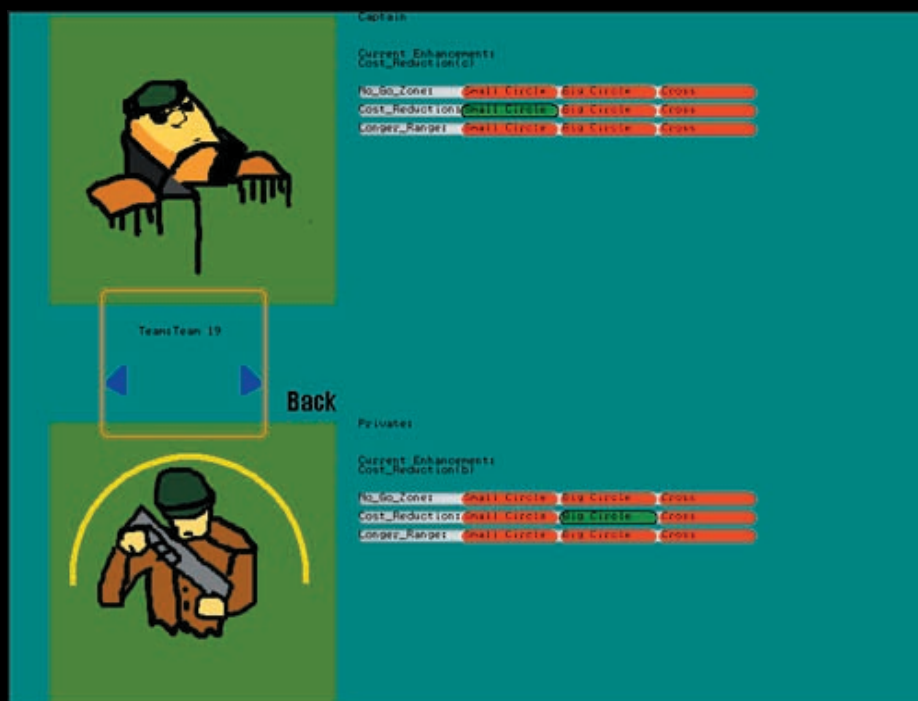 Captain
Current Enhancement:
Cost_Reduction(c)
No_Go_Zone: Small Circle Big Circle Cross
Cost_Reduction: Small Circle Big Circle Cross
Longer_Range: Small Circle Big Circle Cross
Team:Team 19
Back
Private:
Current Enhancement:
Cost_Reduction(b)
No_Go_Zone: Small Circle Big Circle Cross
Cost_Reduction: Small Circle Big Circle Cross
Longer_Range: Small Circle Big Circle Cross